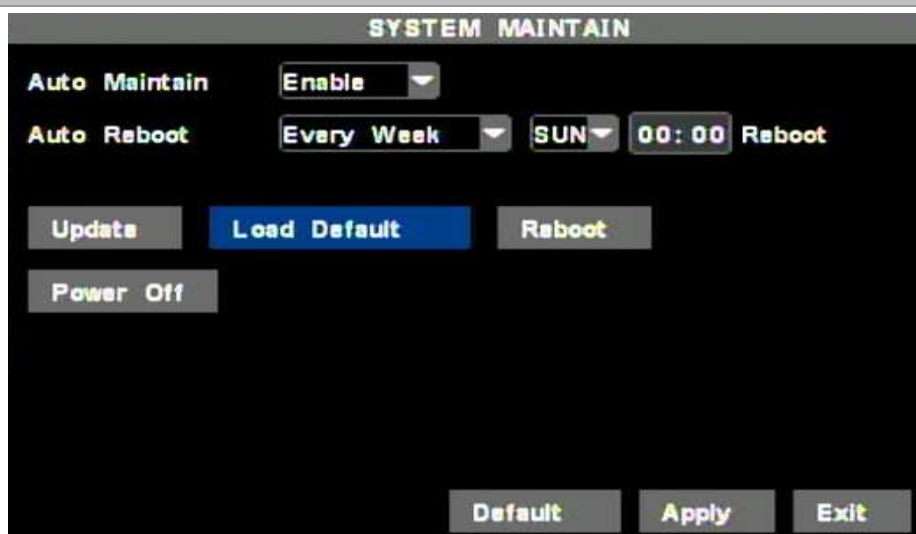 SYSTEM MAINTAIN
Auto Maintain Enable
Auto Reboot Every Week SUN 00:00 Reboot
Update Load Default Reboot
Power Off
Default Apply Exit